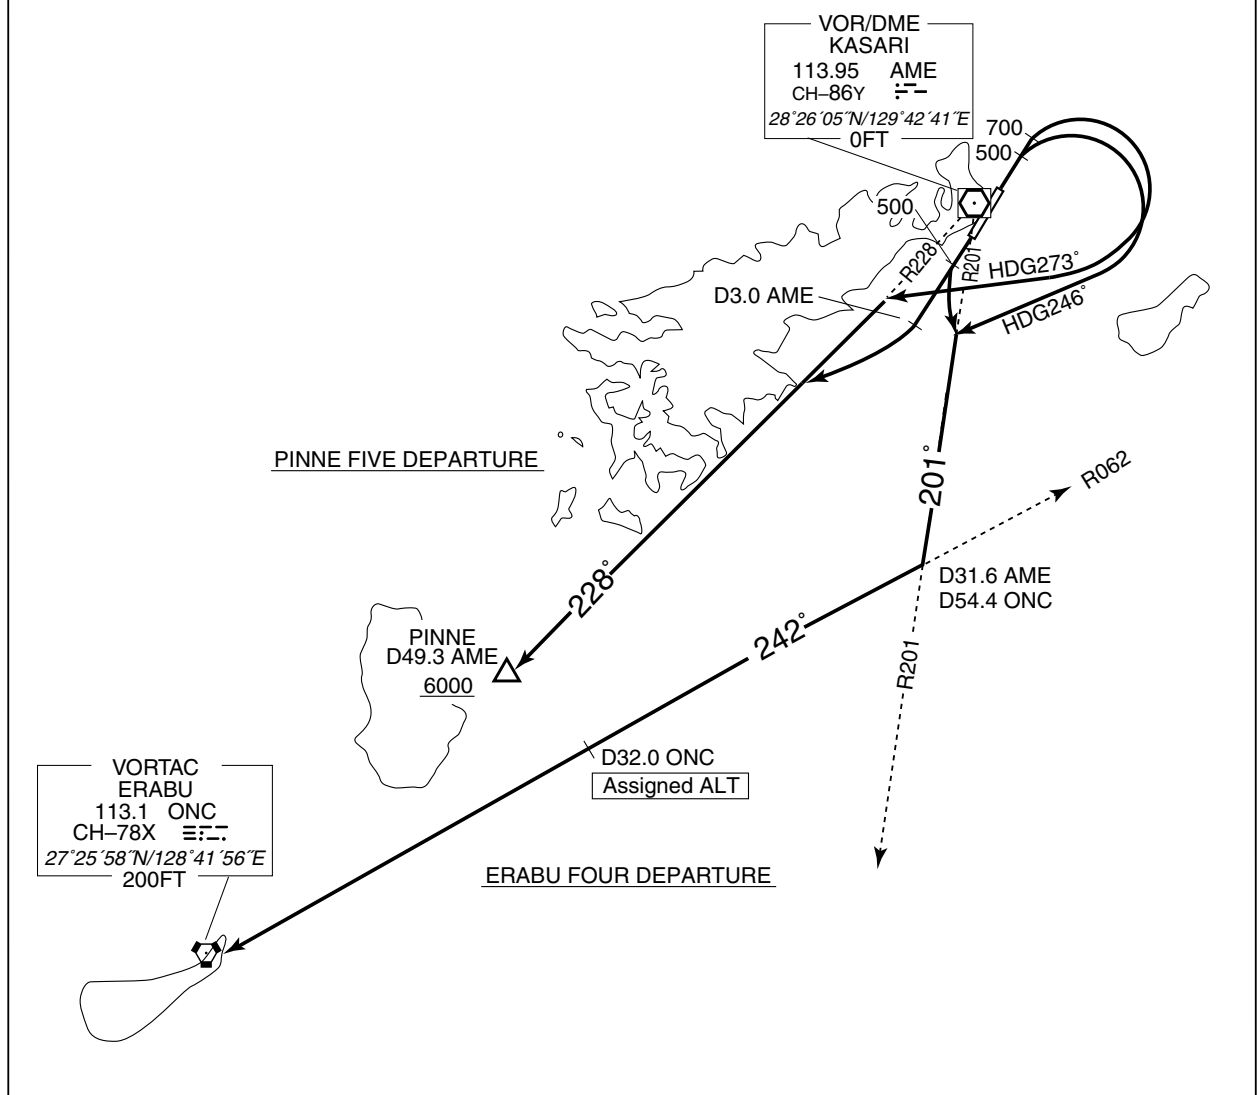 VOR/DME
KASARI
113.95 AME
CH–86Y
28°26´05˝N/129°42´41˝E
0FT
700
500
500
R228
R201
HDG273°
D3.0 AME
HDG246°
PINNE FIVE DEPARTURE
201°
R062
228°
D31.6 AME
D54.4 ONC
242°
R201
PINNE
D49.3 AME
6000
D32.0 ONC
Assigned ALT
VORTAC
ERABU
113.1 ONC
CH–78X
27°25´58˝N/128°41´56˝E
200FT
ERABU FOUR DEPARTURE